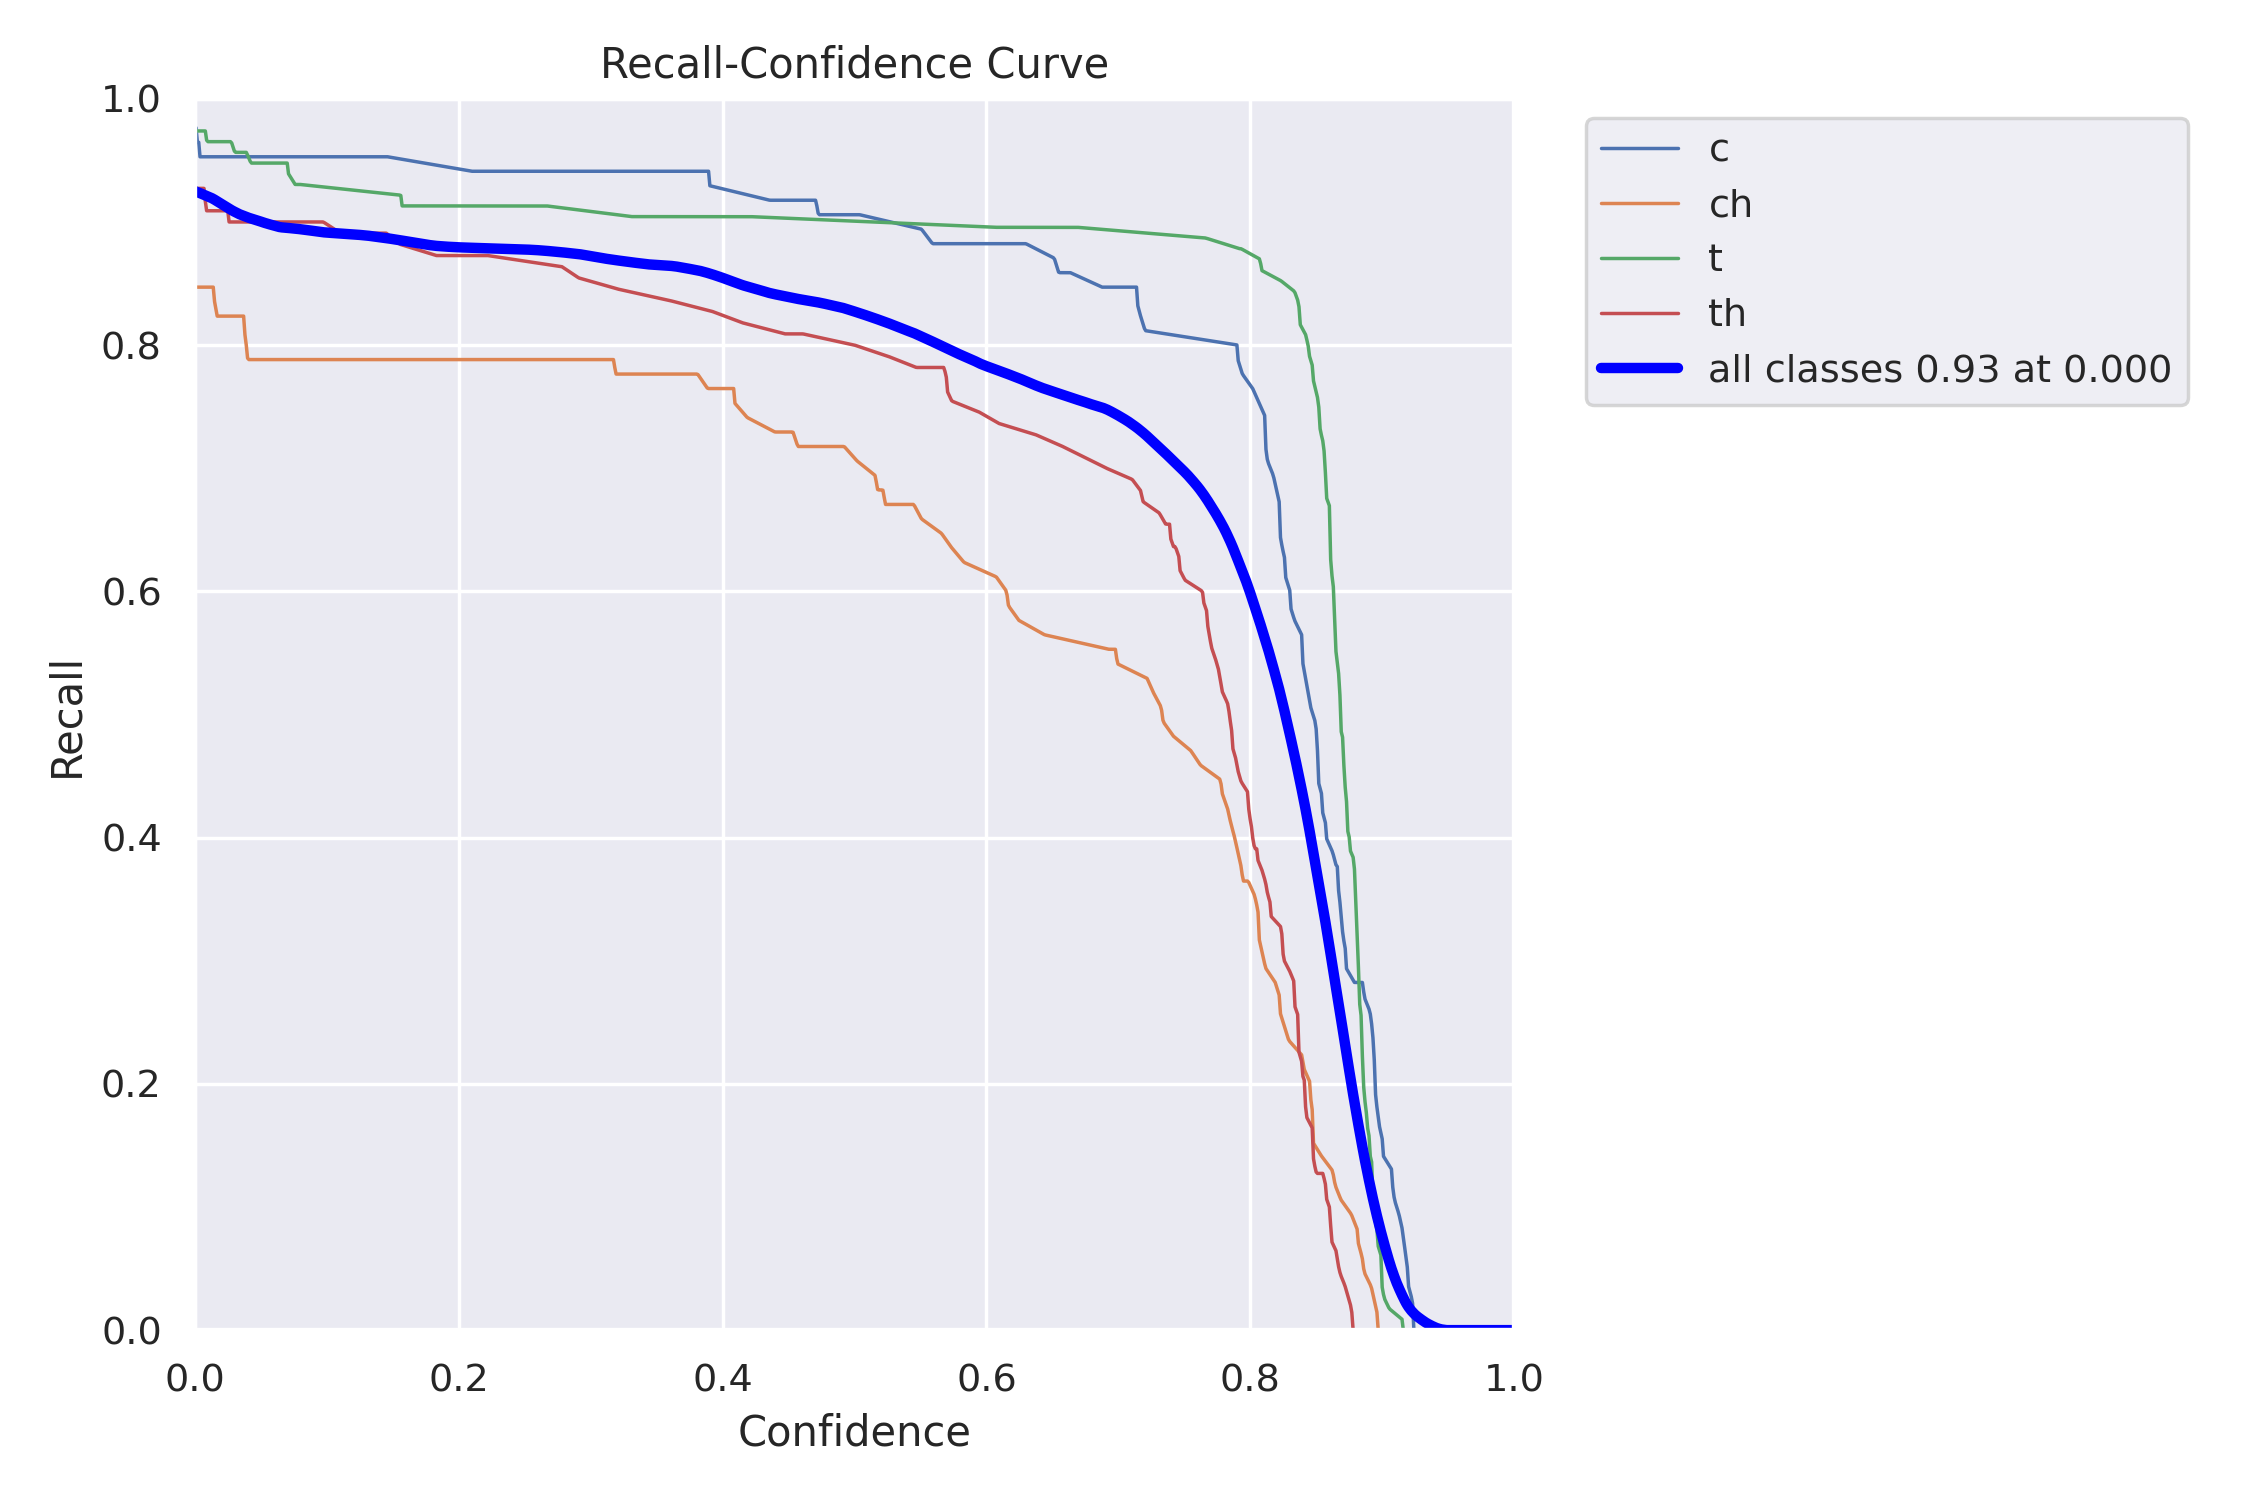 Recall-Confidence Curve
1.0
0.8
0.6
0.4
0.2
0.0
Recall
0.0 0.2 0.4 0.6 0.8 1.0
Confidence
c
ch
t
th
all classes 0.93 at 0.000